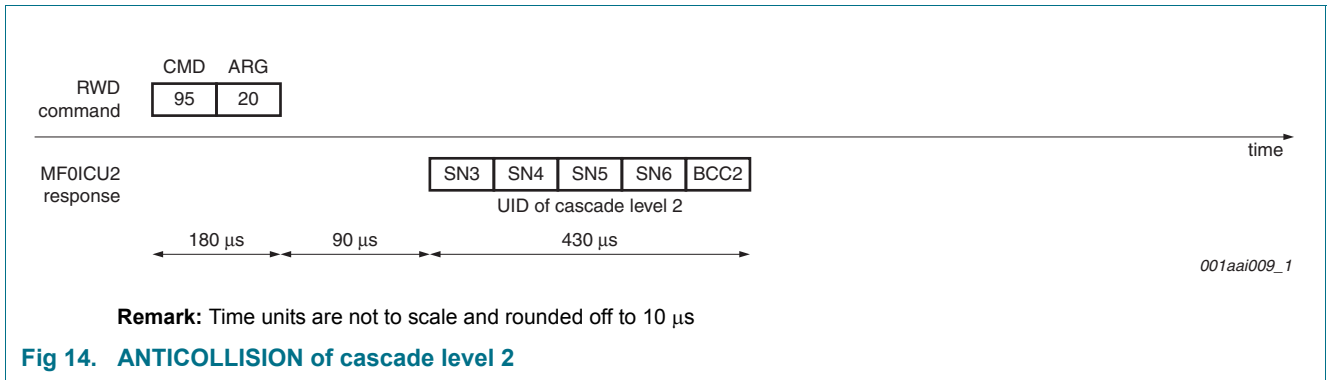 CMD ARG
RWD
command
95 20
time
MF0ICU2
response
SN3 SN4 SN5 SN6 BCC2
UID of cascade level 2
180 μs 90 μs 430 μs
001aai009_1
Remark: Time units are not to scale and rounded off to 10 μs
Fig 14. ANTICOLLISION of cascade level 2